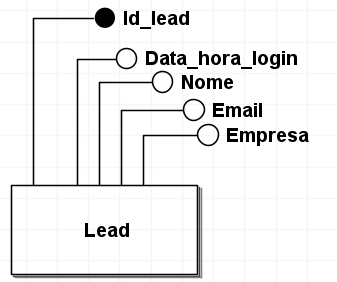 Id_lead
Data_hora_login
Nome
Email
Empresa
Lead